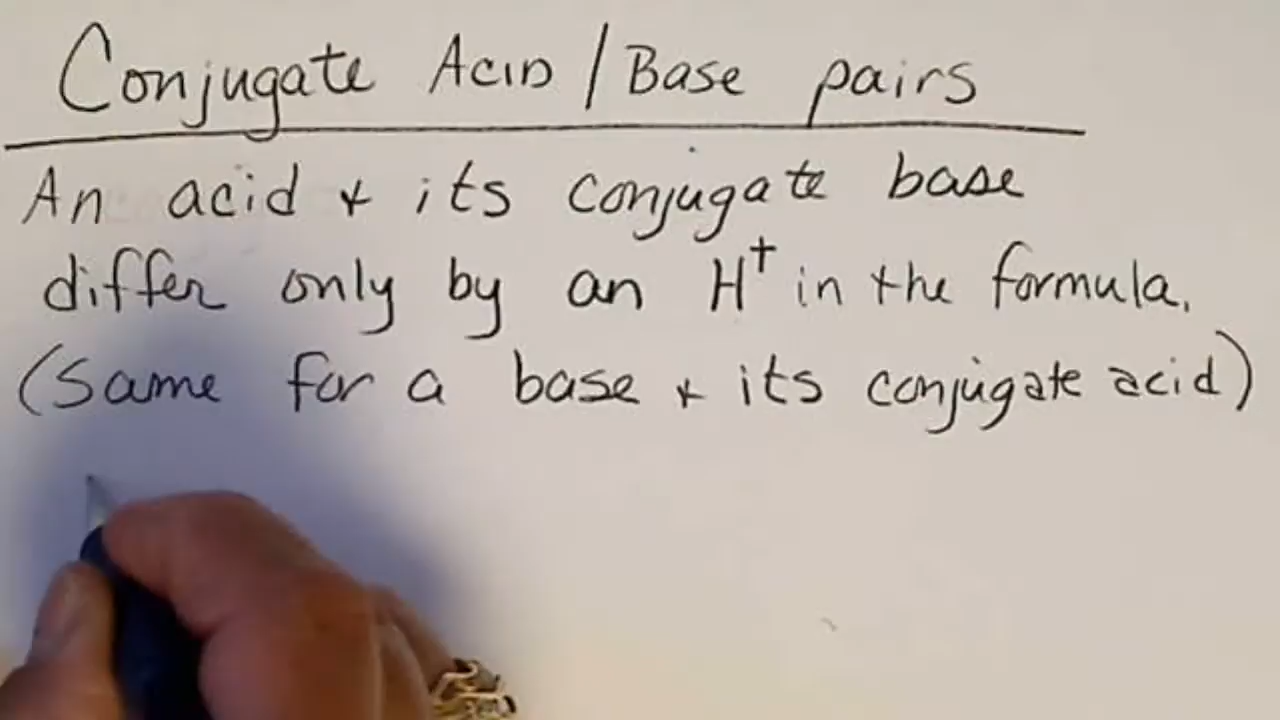 Conjugate Acid / Base pairs
An acid & its conjugate base
differ only by an H⁺ in the formula.
(same for a base & its conjugate acid)